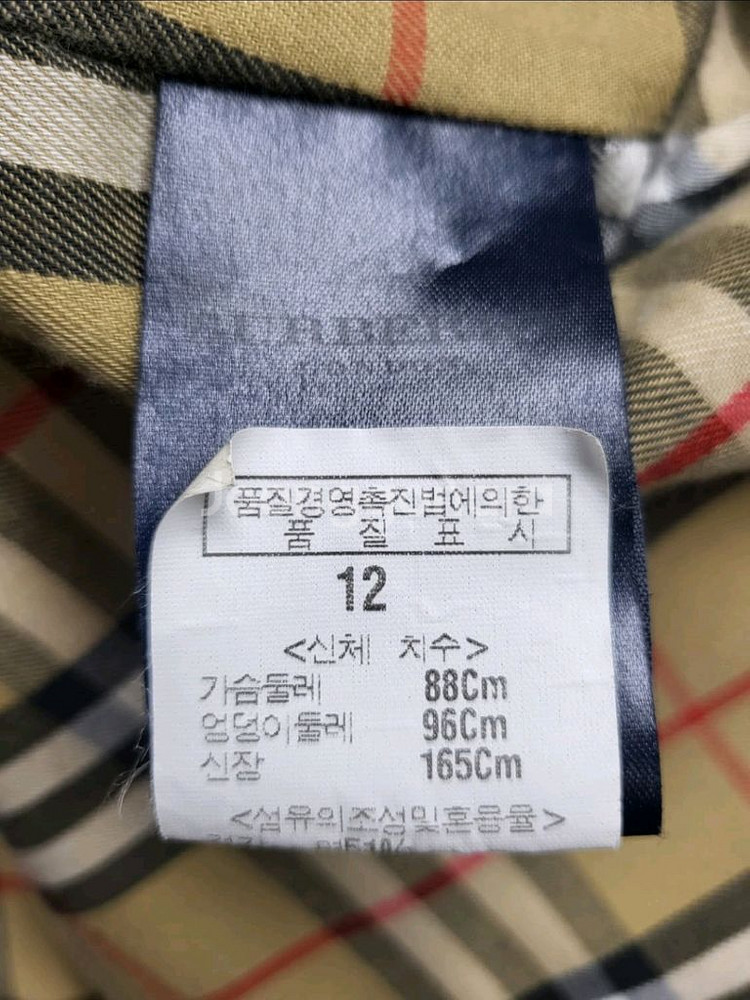 BURBERRY
LONDON
품질경영촉진법에의한
품 질 표 시
12
<신체 치수>
가슴둘레 88Cm
엉덩이둘레 96Cm
신장 165Cm
<섬유의조성및혼용율>